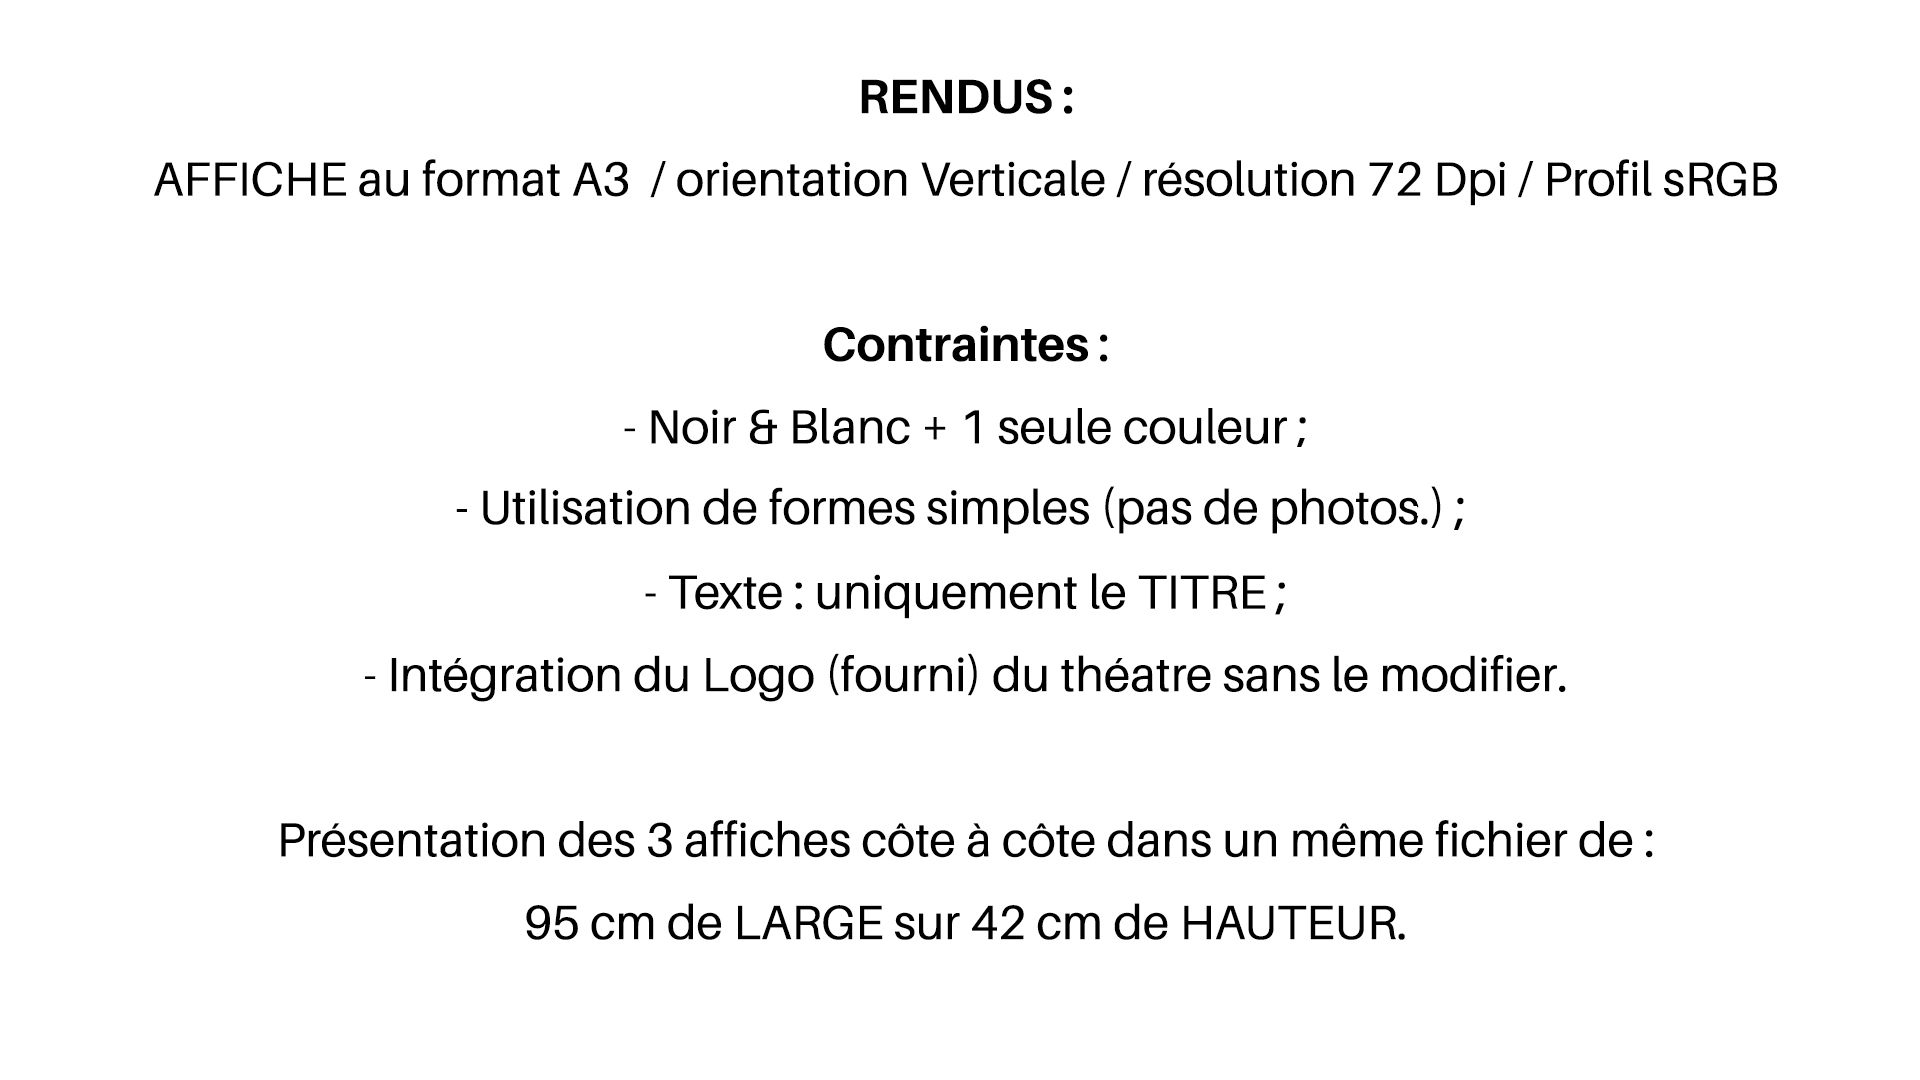 RENDUS :
AFFICHE au format A3 / orientation Verticale / résolution 72 Dpi / Profil sRGB
Contraintes :
- Noir & Blanc + 1 seule couleur ;
- Utilisation de formes simples (pas de photos.) ;
- Texte : uniquement le TITRE ;
- Intégration du Logo (fourni) du théatre sans le modifier.
Présentation des 3 affiches côte à côte dans un même fichier de :
95 cm de LARGE sur 42 cm de HAUTEUR.